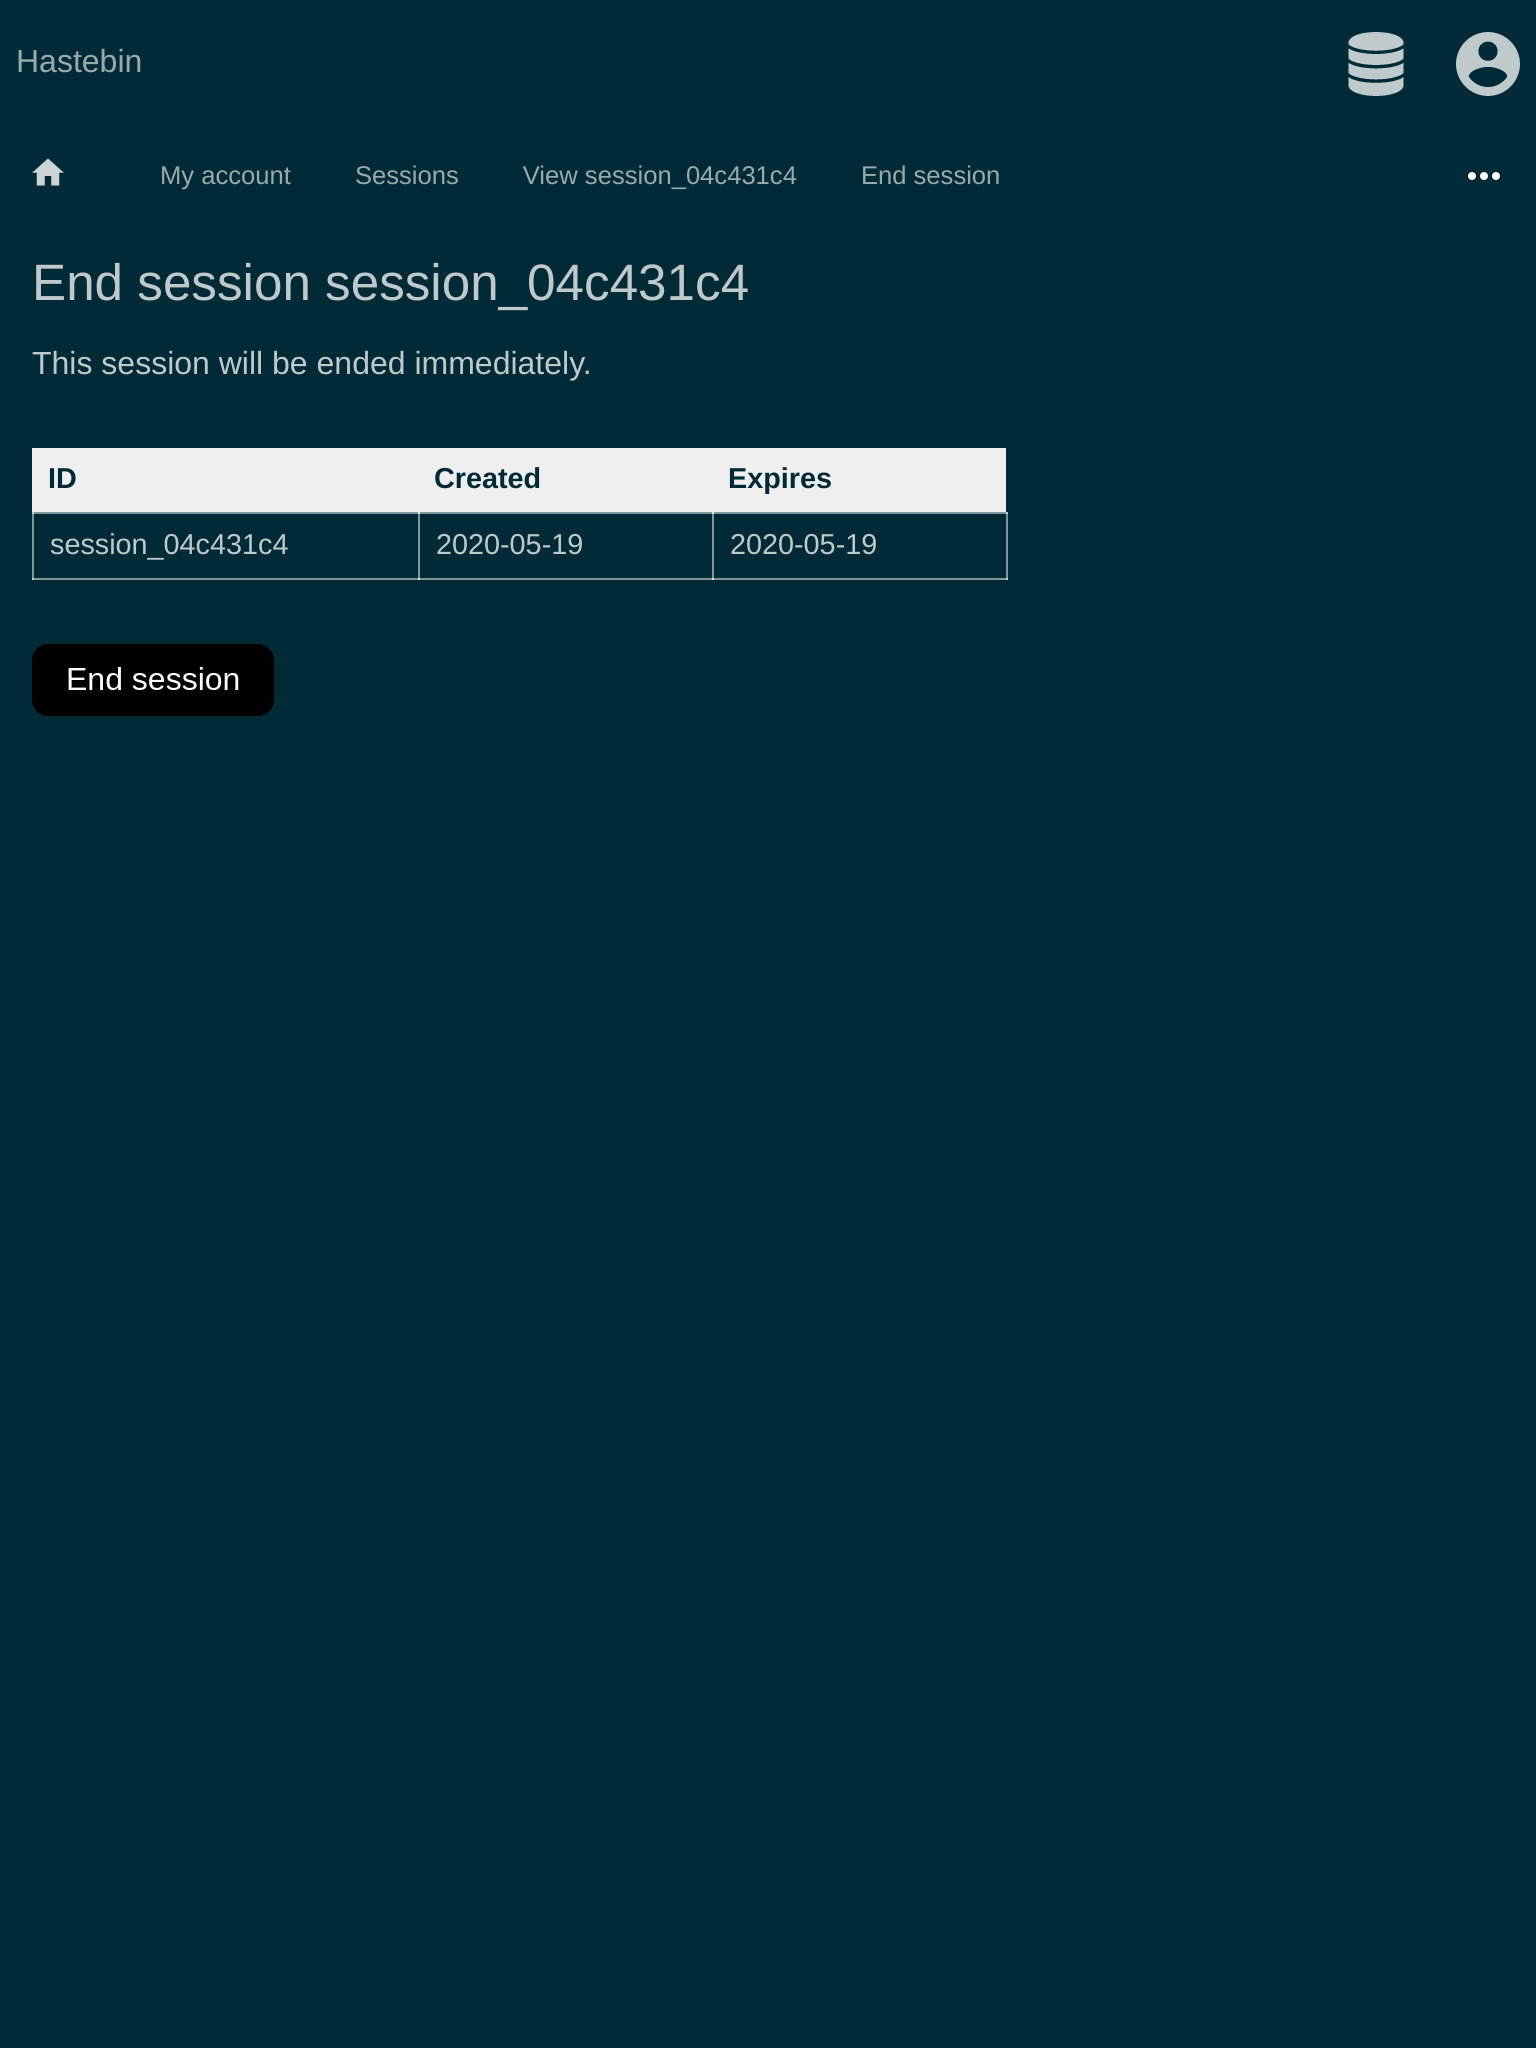 Hastebin
My account Sessions View session_04c431c4 End session
End session session_04c431c4
This session will be ended immediately.
ID Created Expires
session_04c431c4 2020-05-19 2020-05-19
End session